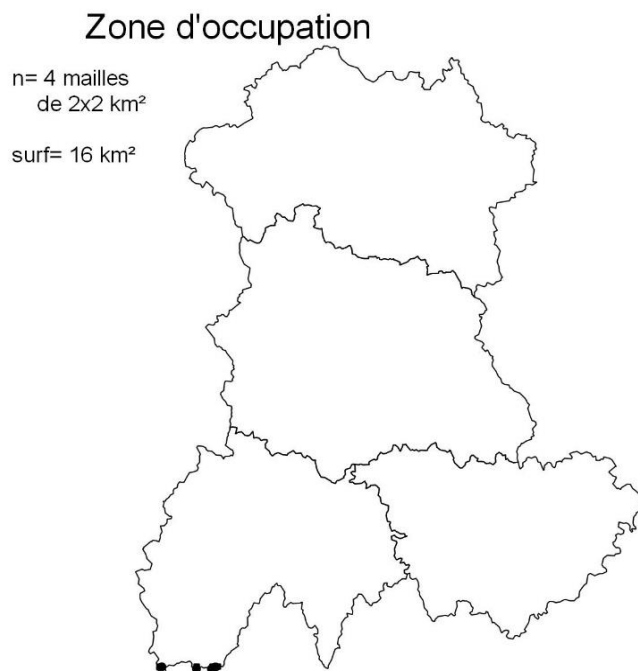 Zone d'occupation
n= 4 mailles
de 2x2 km²
surf= 16 km²